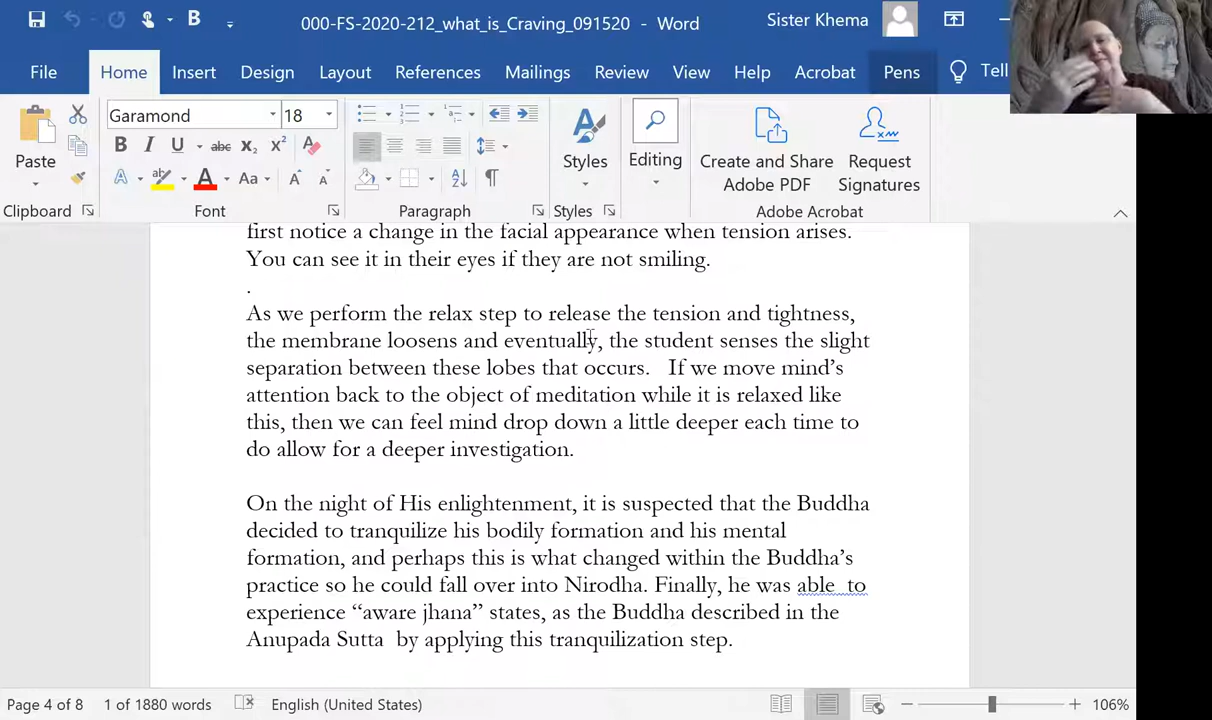 000-FS-2020-212_what_is_Craving_091520 - Word
Sister Khema
File Home Insert Design Layout References Mailings Review View Help Acrobat Pens Tell
Garamond 18
Paste
Styles
Editing
Create and Share
Adobe PDF
Request
Signatures
Clipboard Font Paragraph Styles Adobe Acrobat
first notice a change in the facial appearance when tension arises.
You can see it in their eyes if they are not smiling.
.
As we perform the relax step to release the tension and tightness,
the membrane loosens and eventually, the student senses the slight
separation between these lobes that occurs. If we move mind's
attention back to the object of meditation while it is relaxed like
this, then we can feel mind drop down a little deeper each time to
do allow for a deeper investigation.
On the night of His enlightenment, it is suspected that the Buddha
decided to tranquilize his bodily formation and his mental
formation, and perhaps this is what changed within the Buddha's
practice so he could fall over into Nirodha. Finally, he was able to
experience "aware jhana" states, as the Buddha described in the
Anupada Sutta by applying this tranquilization step.
Page 4 of 8 1 of 1880 words English (United States) 106%